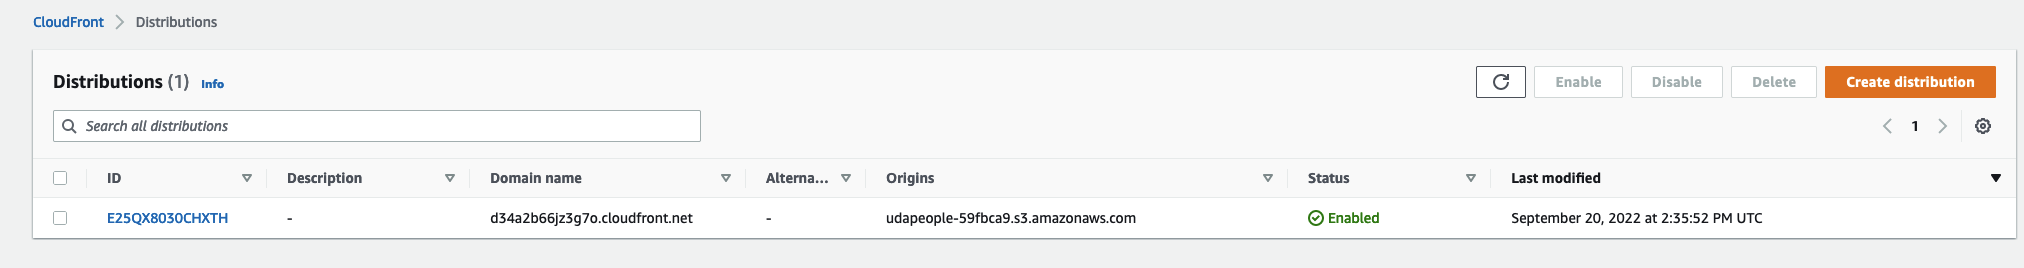 CloudFront Distributions
Distributions (1) Info
Enable Disable Delete Create distribution
Search all distributions
1
ID Description Domain name Alterna... Origins Status Last modified
E25QX8030CHXTH - d34a2b66jz3g7o.cloudfront.net - udapeople-59fbca9.s3.amazonaws.com Enabled September 20, 2022 at 2:35:52 PM UTC